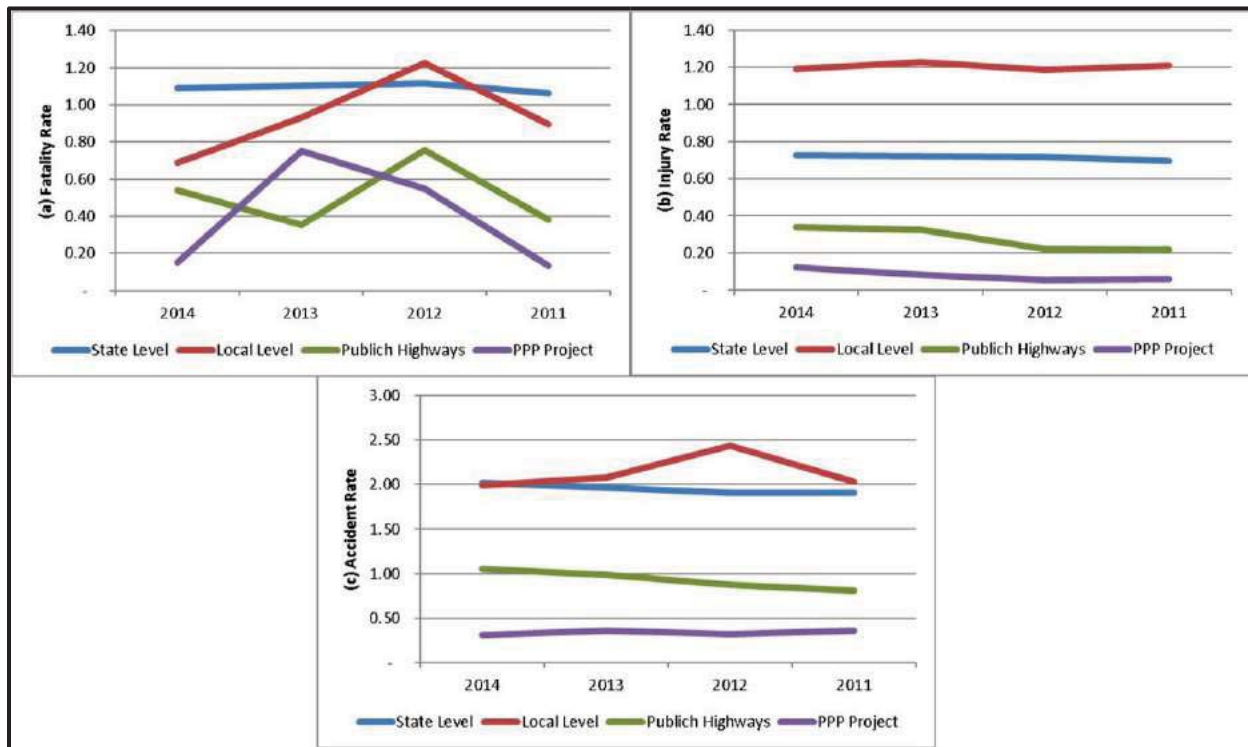 1.40
1.20
1.00
0.80
0.60
0.40
0.20
-
(a) Fatality Rate
2014 2013 2012 2011
State Level Local Level Publich Highways PPP Project
1.40
1.20
1.00
0.80
0.60
0.40
0.20
-
(b) Injury Rate
2014 2013 2012 2011
State Level Local Level Publich Highways PPP Project
3.00
2.50
2.00
1.50
1.00
0.50
-
(c) Accident Rate
2014 2013 2012 2011
State Level Local Level Publich Highways PPP Project